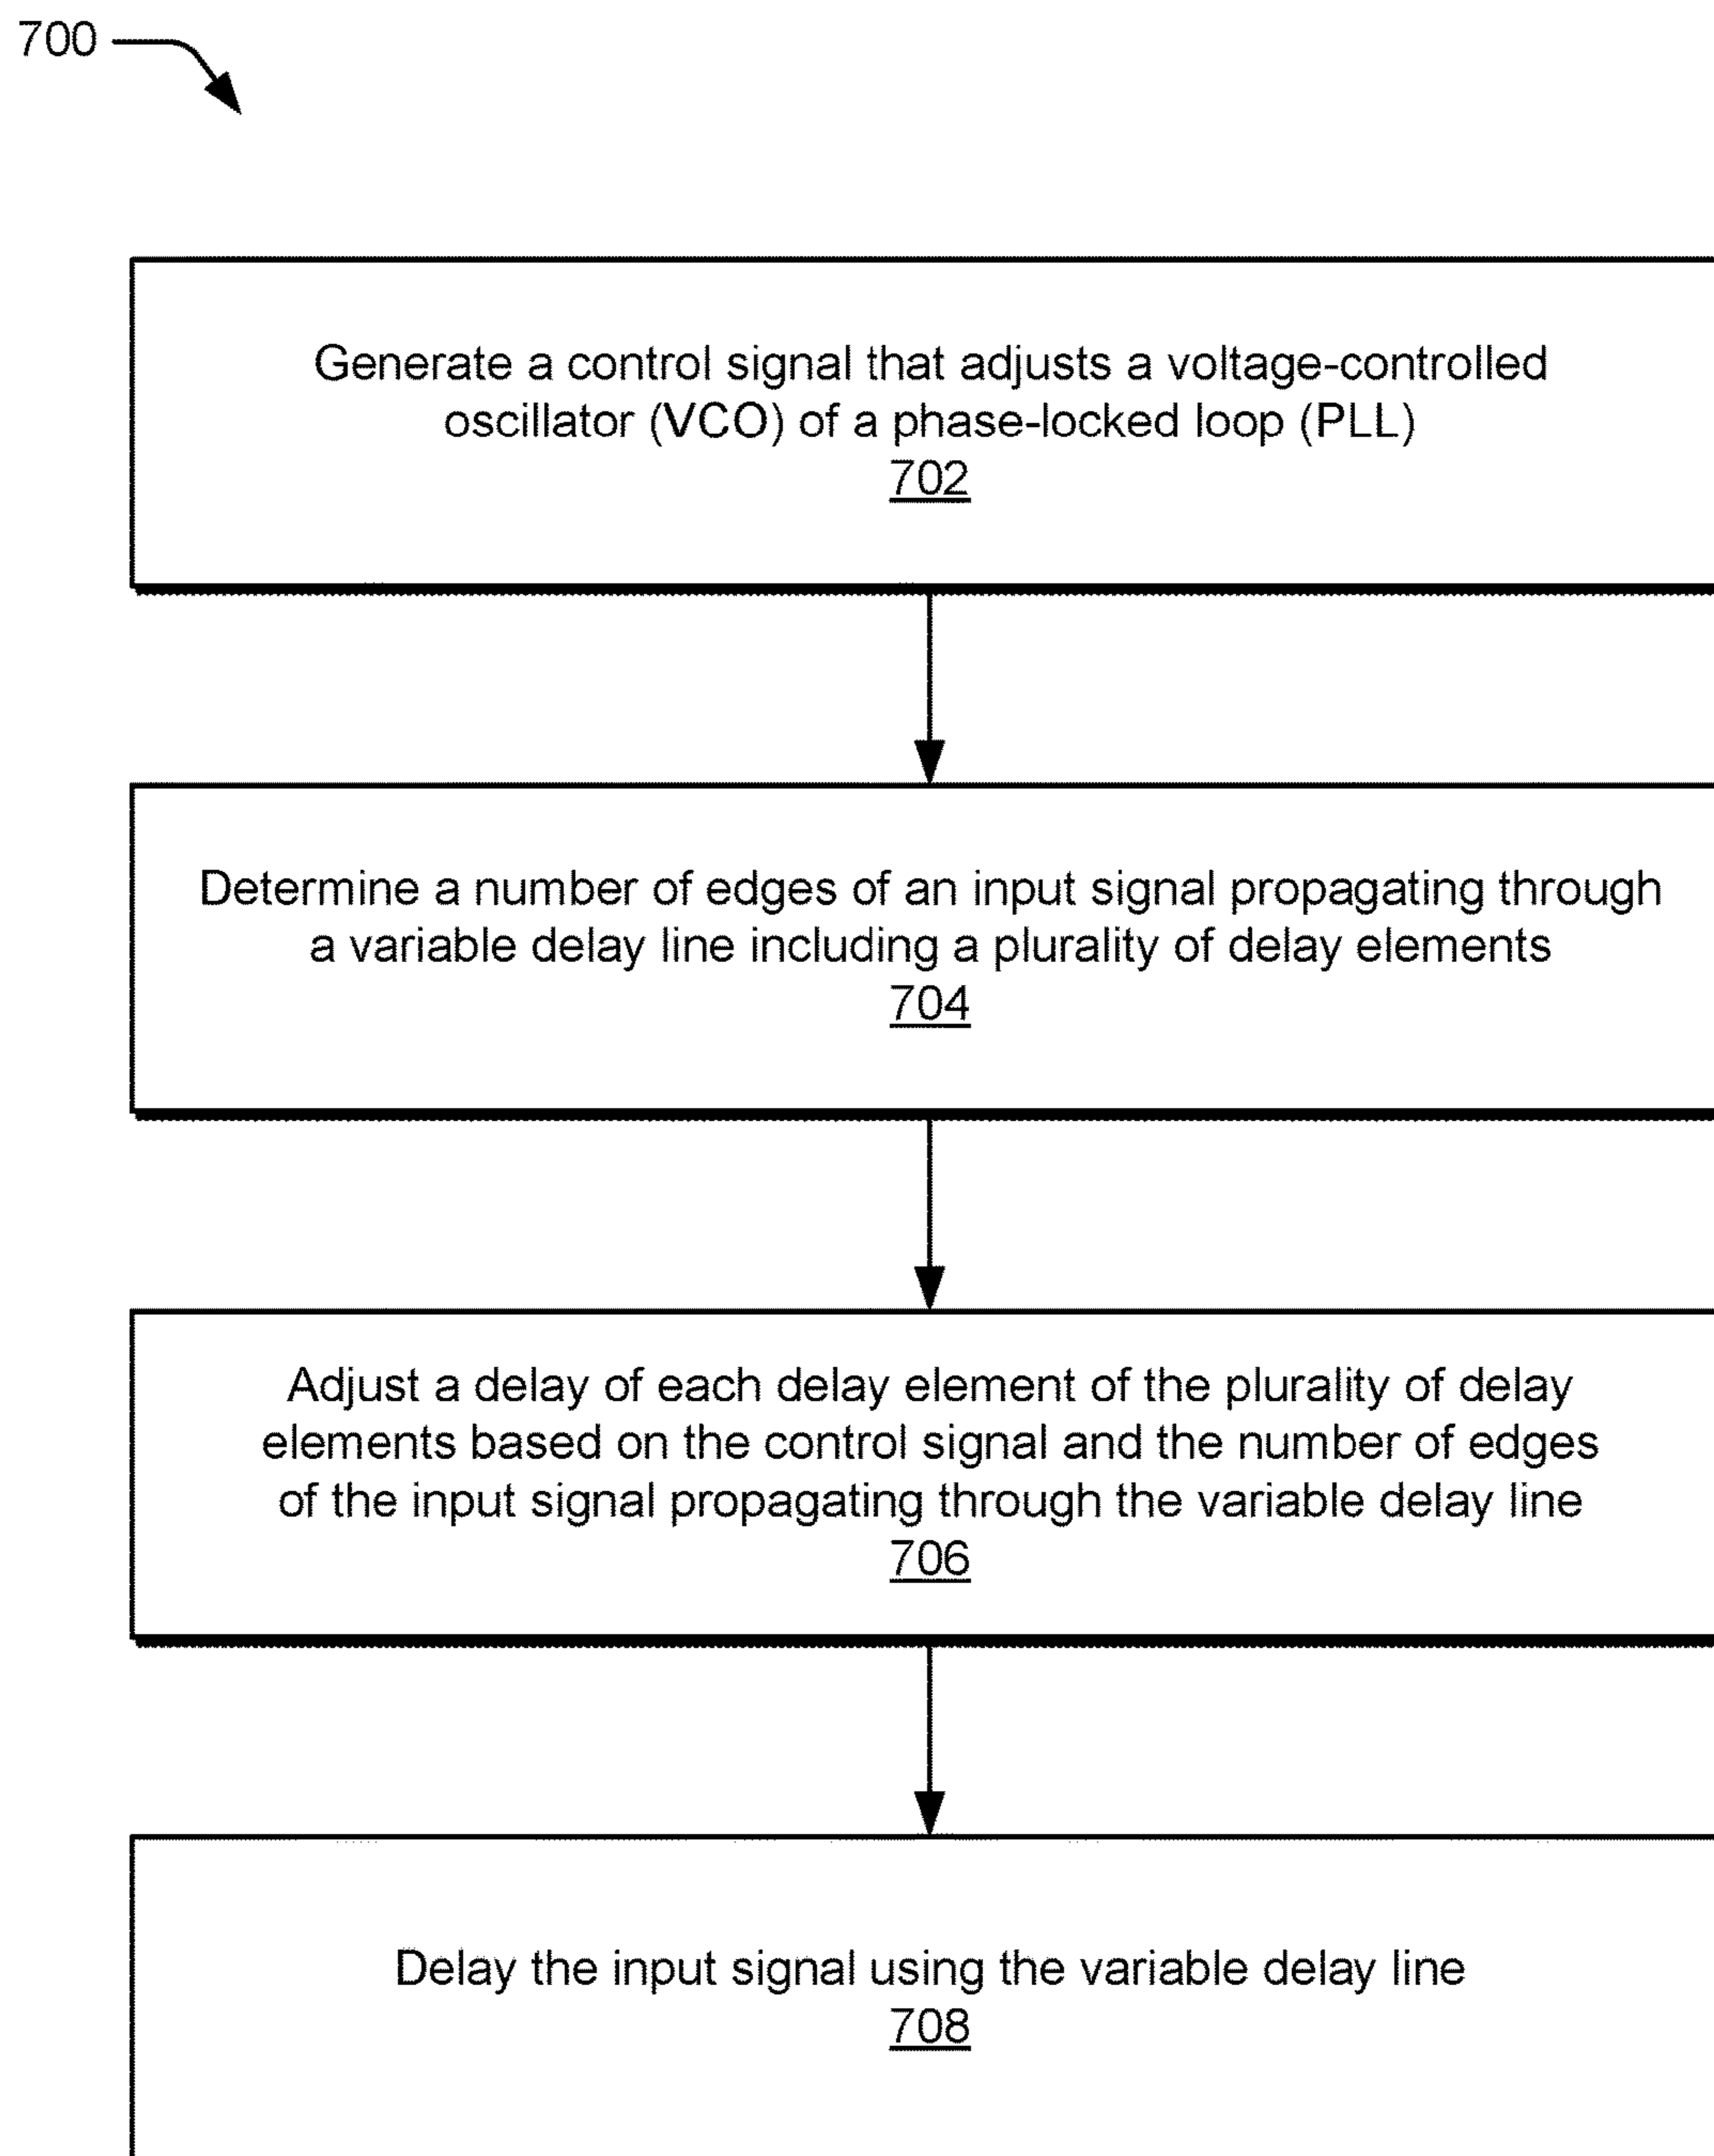 700
Generate a control signal that adjusts a voltage-controlled
oscillator (VCO) of a phase-locked loop (PLL)
702
Determine a number of edges of an input signal propagating through
a variable delay line including a plurality of delay elements
704
Adjust a delay of each delay element of the plurality of delay
elements based on the control signal and the number of edges
of the input signal propagating through the variable delay line
706
Delay the input signal using the variable delay line
708